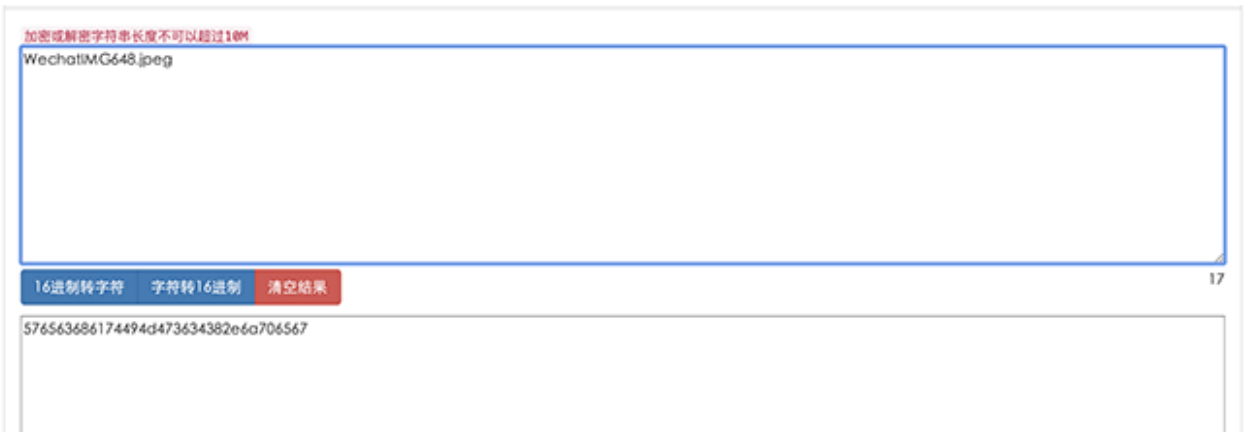 加密或解密字符串长度不可以超过10M
WechatIMG648.jpeg
16进制转字符 字符转16进制 清空结果
17
576563686174494d473634382e6a706567